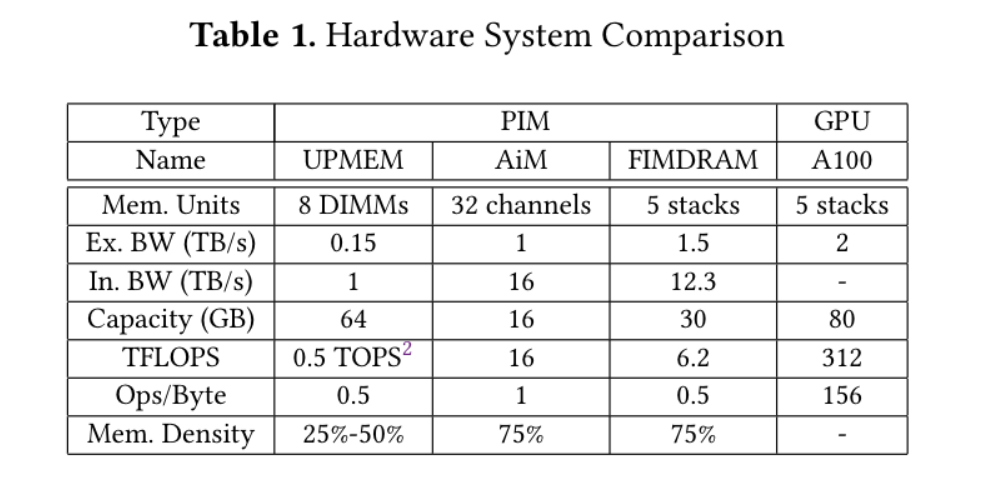 Table 1. Hardware System Comparison
Type PIM GPU
Name UPMEM AiM FIMDRAM A100
Mem. Units 8 DIMMs 32 channels 5 stacks 5 stacks
Ex. BW (TB/s) 0.15 1 1.5 2
In. BW (TB/s) 1 16 12.3 -
Capacity (GB) 64 16 30 80
TFLOPS 0.5 TOPS2 16 6.2 312
Ops/Byte 0.5 1 0.5 156
Mem. Density 25%-50% 75% 75% -